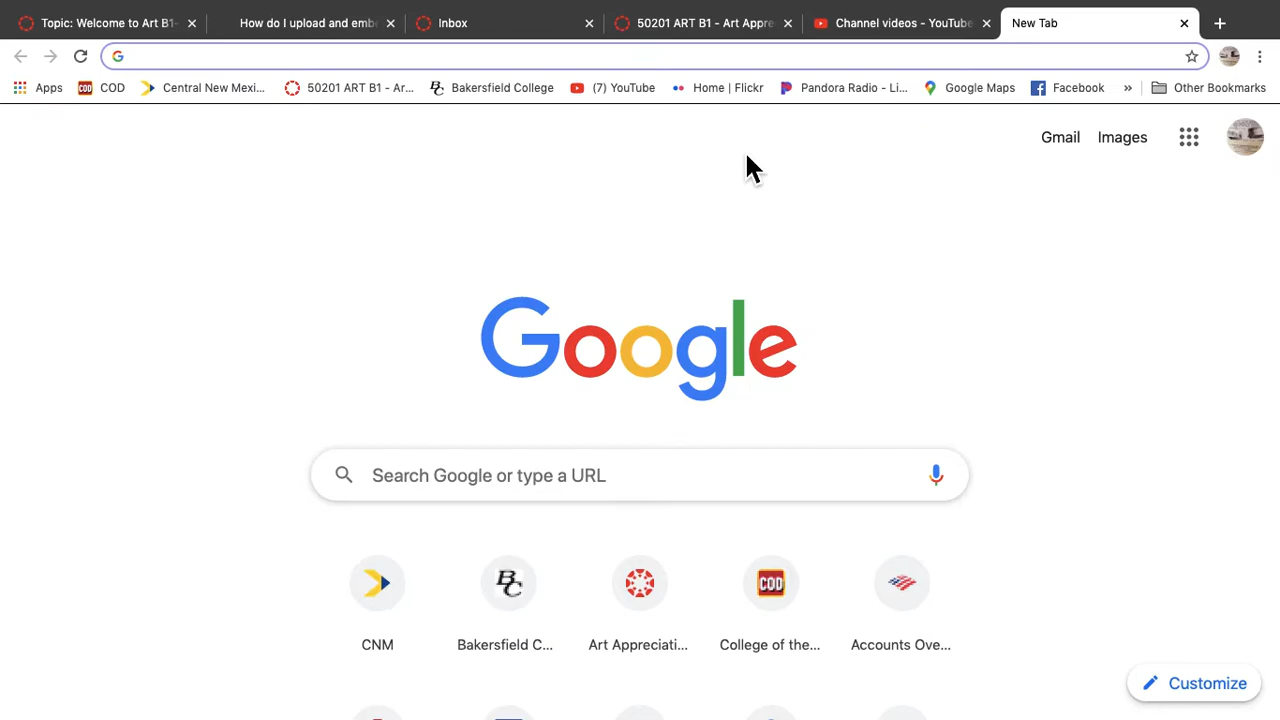 Topic: Welcome to Art B1-
How do I upload and embe
Inbox
50201 ART B1 - Art Appre
Channel videos - YouTube
New Tab
Apps
COD
Central New Mexi...
50201 ART B1 - Ar...
Bakersfield College
(7) YouTube
Home | Flickr
Pandora Radio - Li...
Google Maps
Facebook
»
Other Bookmarks
Gmail
Images
Google
Search Google or type a URL
CNM
BC
Bakersfield C...
Art Appreciati...
COD
College of the...
Accounts Ove...
Customize